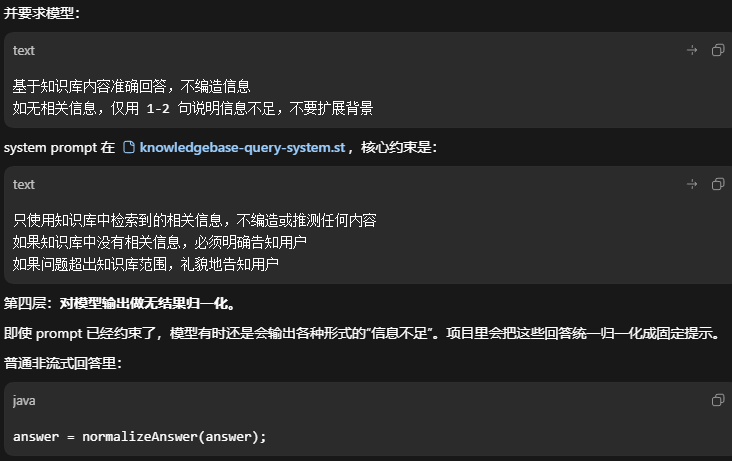 并要求模型：
text
基于知识库内容准确回答，不编造信息
如无相关信息，仅用 1-2 句说明信息不足，不要扩展背景
system prompt 在 knowledgebase-query-system.st，核心约束是：
text
只使用知识库中检索到的相关信息，不编造或推测任何内容
如果知识库中没有相关信息，必须明确告知用户
如果问题超出知识库范围，礼貌地告知用户
第四层：对模型输出做无结果归一化。
即使 prompt 已经约束了，模型有时还是会输出各种形式的“信息不足”。项目里会把这些回答统一归一化成固定提示。
普通非流式回答里：
java
answer = normalizeAnswer(answer);